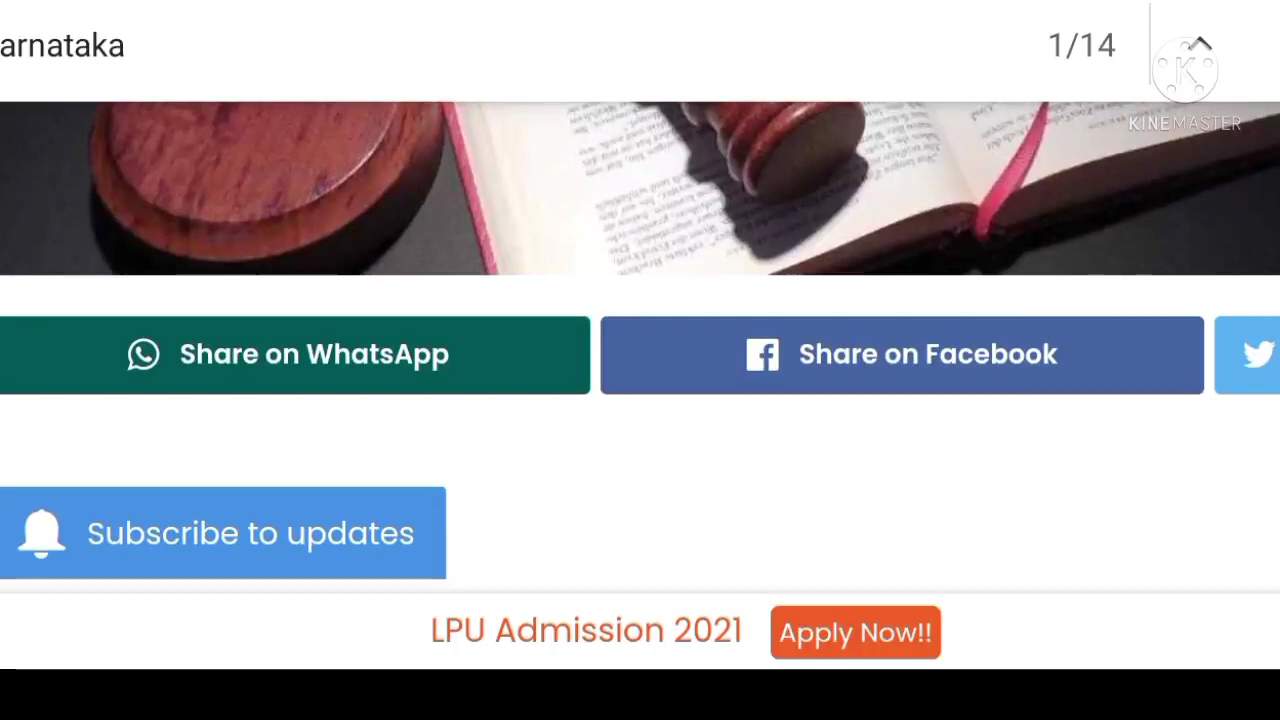 arnataka
1/14
KINEMASTER
Share on WhatsApp
Share on Facebook
Subscribe to updates
LPU Admission 2021
Apply Now!!